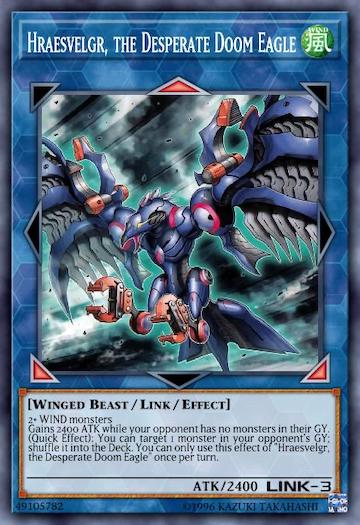 Hraesvelgr, the Desperate Doom Eagle
WIND
風
[Winged Beast / Link / Effect]
2+ WIND monsters
Gains 2400 ATK while your opponent has no monsters in their GY.
(Quick Effect): You can target 1 monster in your opponent's GY;
shuffle it into the Deck. You can only use this effect of "Hraesvelgr,
the Desperate Doom Eagle" once per turn.
ATK/2400 LINK-3
49105782
©1996 KAZUKI TAKAHASHI